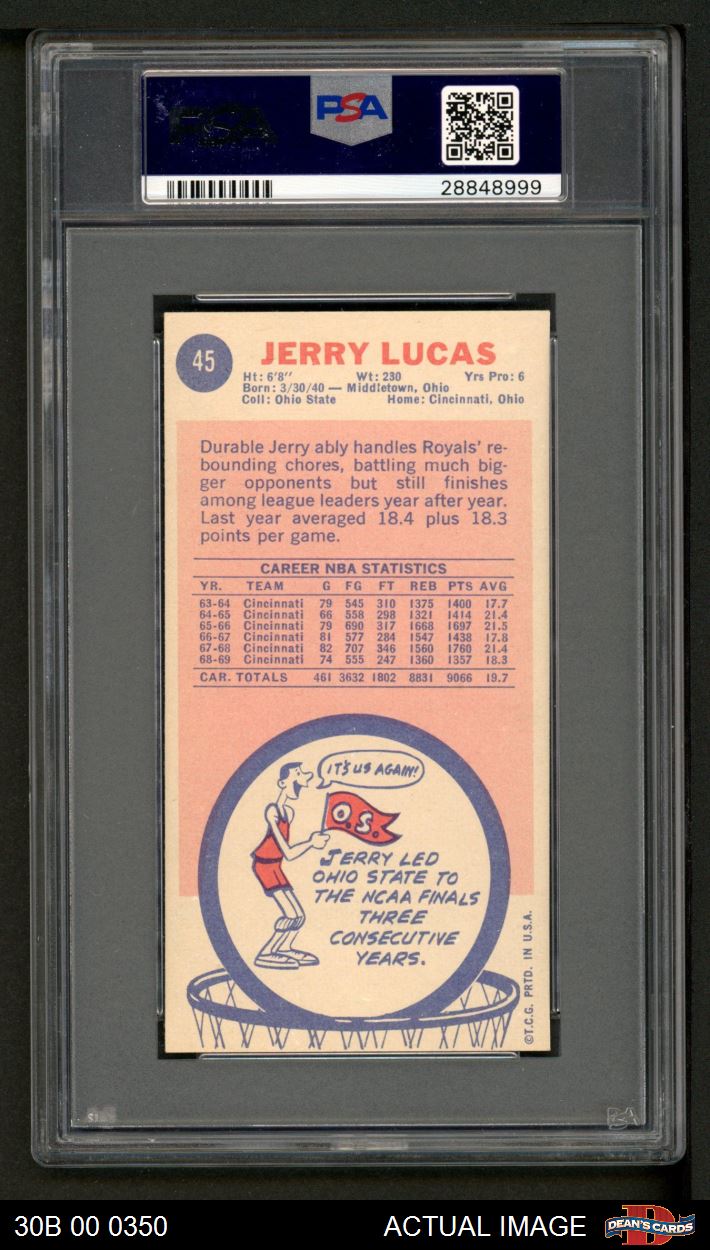 PSA
28848999
45
JERRY LUCAS
Ht: 6'8" Wt: 230 Yrs Pro: 6
Born: 3/30/40 — Middletown, Ohio
Coll: Ohio State Home: Cincinnati, Ohio
Durable Jerry ably handles Royals' re-
bounding chores, battling much big-
ger opponents but still finishes
among league leaders year after year.
Last year averaged 18.4 plus 18.3
points per game.
CAREER NBA STATISTICS
YR. TEAM G FG FT REB PTS AVG
63-64 Cincinnati 79 545 310 1375 1400 17.7
64-65 Cincinnati 66 558 298 1321 1414 21.4
65-66 Cincinnati 79 690 317 1668 1697 21.5
66-67 Cincinnati 81 577 284 1547 1438 17.8
67-68 Cincinnati 82 707 346 1560 1760 21.4
68-69 Cincinnati 74 555 247 1360 1357 18.3
CAR. TOTALS 461 3632 1802 8831 9066 19.7
IT'S US AGAIN!
O.S.
JERRY LED
OHIO STATE TO
THE NCAA FINALS
THREE
CONSECUTIVE
YEARS.
©T.C.G. PRTD. IN U.S.A.
30B 00 0350
ACTUAL IMAGE
DEAN'S CARDS